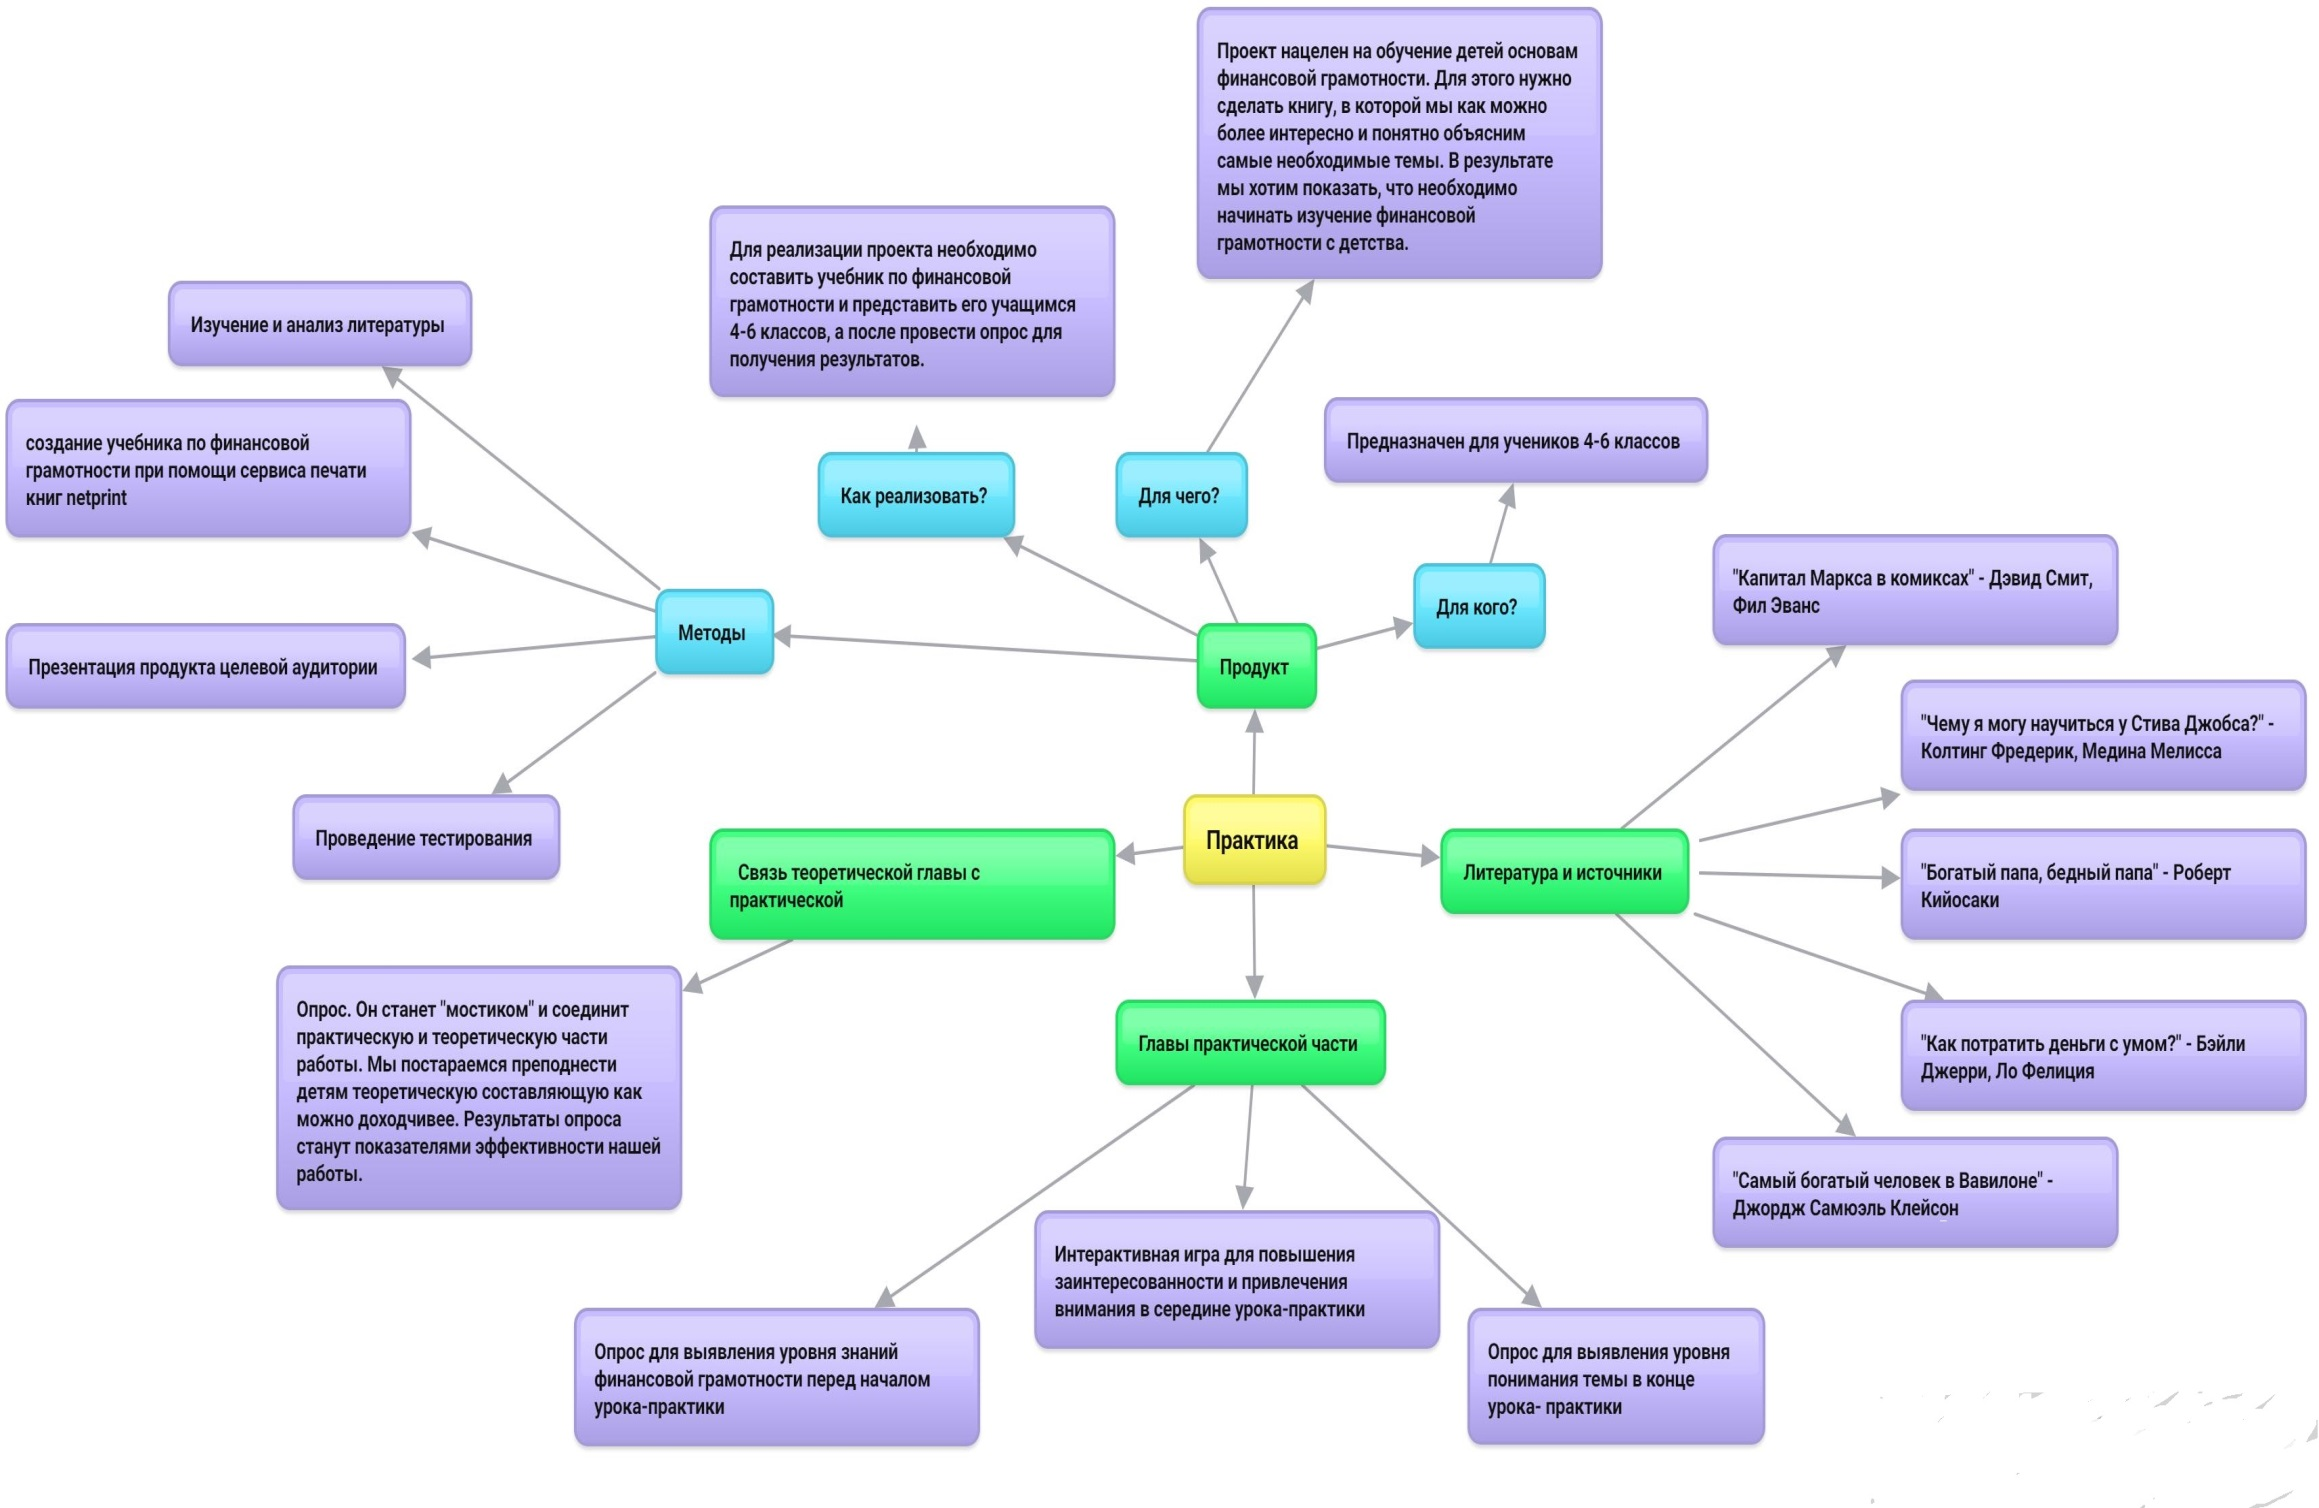 Проект нацелен на обучение детей основам
финансовой грамотности. Для этого нужно
сделать книгу, в которой мы как можно
более интересно и понятно объясним
самые необходимые темы. В результате
мы хотим показать, что необходимо
начинать изучение финансовой
грамотности с детства.
Для реализации проекта необходимо
составить учебник по финансовой
грамотности и представить его учащимся
4-6 классов, а после провести опрос для
получения результатов.
Изучение и анализ литературы
создание учебника по финансовой
грамотности при помощи сервиса печати
книг netprint
Предназначен для учеников 4-6 классов
Как реализовать?
Для чего?
Для кого?
Методы
Продукт
Презентация продукта целевой аудитории
Проведение тестирования
"Капитал Маркса в комиксах" - Дэвид Смит,
Фил Эванс
"Чему я могу научиться у Стива Джобса?" -
Колтинг Фредерик, Медина Мелисса
Практика
Связь теоретической главы с
практической
Литература и источники
"Богатый папа, бедный папа" - Роберт
Кийосаки
Опрос. Он станет "мостиком" и соединит
практическую и теоретическую части
работы. Мы постараемся преподнести
детям теоретическую составляющую как
можно доходчивее. Результаты опроса
станут показателями эффективности нашей
работы.
Главы практической части
"Как потратить деньги с умом?" - Бэйли
Джерри, Ло Фелиция
"Самый богатый человек в Вавилоне" -
Джордж Самюэль Клейсон
Интерактивная игра для повышения
заинтересованности и привлечения
внимания в середине урока-практики
Опрос для выявления уровня знаний
финансовой грамотности перед началом
урока-практики
Опрос для выявления уровня
понимания темы в конце
урока- практики